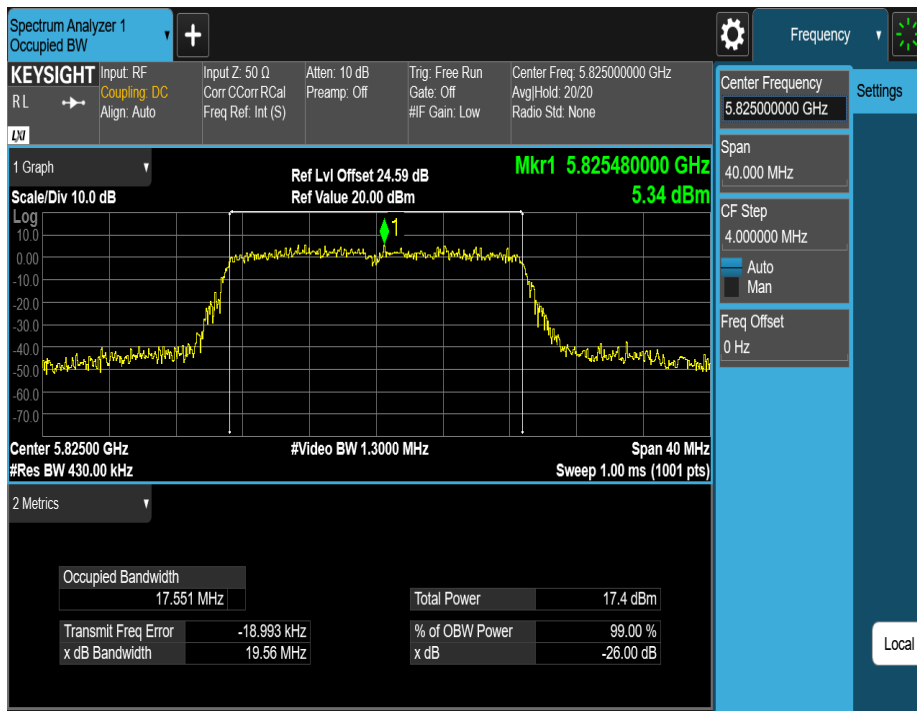 Spectrum Analyzer 1
Occupied BW
+
Frequency
KEYSIGHT
R L
LXI
Input: RF
Coupling: DC
Align: Auto
Input Z: 50 Ω
Corr CCorr RCal
Freq Ref: Int (S)
Atten: 10 dB
Preamp: Off
Trig: Free Run
Gate: Off
#IF Gain: Low
Center Freq: 5.825000000 GHz
Avg|Hold: 20/20
Radio Std: None
Center Frequency
5.825000000 GHz
Settings
Span
40.000 MHz
CF Step
4.000000 MHz
Auto
Man
Freq Offset
0 Hz
Local
1 Graph
Scale/Div 10.0 dB
Ref Lvl Offset 24.59 dB
Ref Value 20.00 dBm
Mkr1 5.825480000 GHz
5.34 dBm
Log
10.0
0.00
-10.0
-20.0
-30.0
-40.0
-50.0
-60.0
-70.0
1
Center 5.82500 GHz
#Video BW 1.3000 MHz
Span 40 MHz
#Res BW 430.00 kHz
Sweep 1.00 ms (1001 pts)
2 Metrics
Occupied Bandwidth
17.551 MHz
Total Power 17.4 dBm
Transmit Freq Error -18.993 kHz
% of OBW Power 99.00 %
x dB Bandwidth 19.56 MHz
x dB -26.00 dB